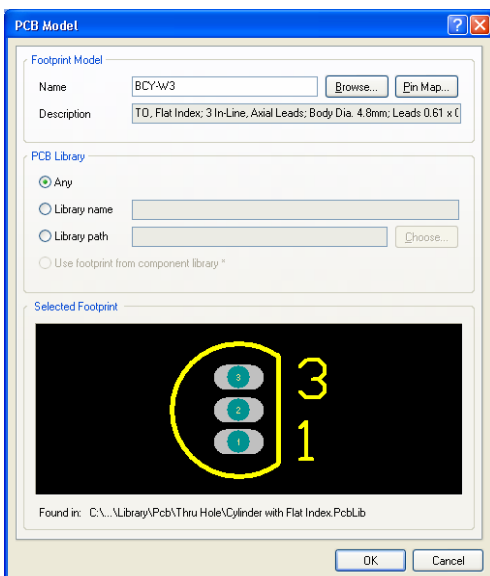 PCB Model
Footprint Model
Name BCY-W3 Browse... Pin Map...
Description TO, Flat Index; 3 In-Line, Axial Leads; Body Dia. 4.8mm; Leads 0.61 x
PCB Library
Any
Library name
Library path Choose...
Use footprint from component library *
Selected Footprint
3 3
2
1 1
Found in: C:\...\Library\Pcb\Thru Hole\Cylinder with Flat Index.PcbLib
OK Cancel